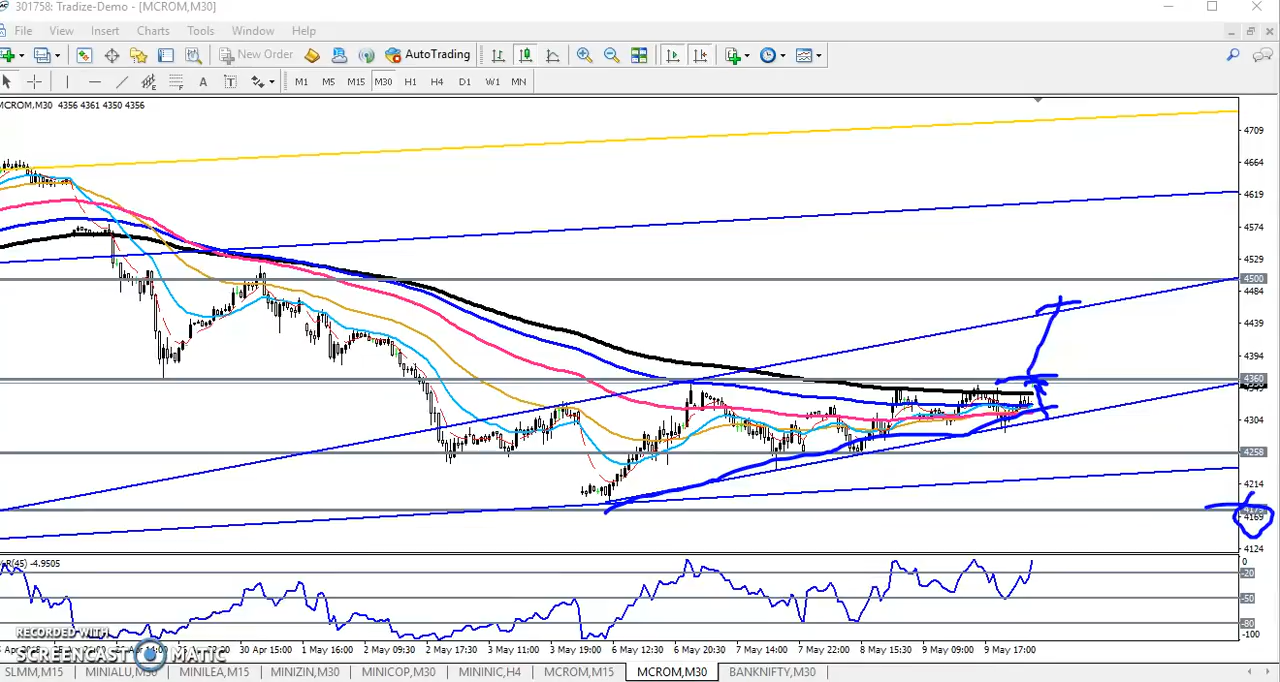 301758: Tradize-Demo - [MCROM,M30]
File View Insert Charts Tools Window Help
New Order AutoTrading
A T M1 M5 M15 M30 H1 H4 D1 W1 MN
MCROM,M30 4356 4361 4350 4356
4709
4664
4619
4574
4529
4500
4484
4439
4394
4360
4304
4258
4214
4169
4124
R(45) -4.9505
0
-20
-50
-80
-100
30 Apr 15:00 1 May 16:00 2 May 09:30 2 May 17:30 3 May 11:00 3 May 19:00 6 May 12:30 6 May 20:30 7 May 14:00 7 May 22:00 8 May 15:30 9 May 09:00 9 May 17:00
RECORDED WITH
SCREENCAST MATIC
SLMM,M15 MINIALU,M30 MINILEA,M15 MINIZIN,M30 MINICOP,M30 MININIC,H4 MCROM,M15 MCROM,M30 BANKNIFTY,M30